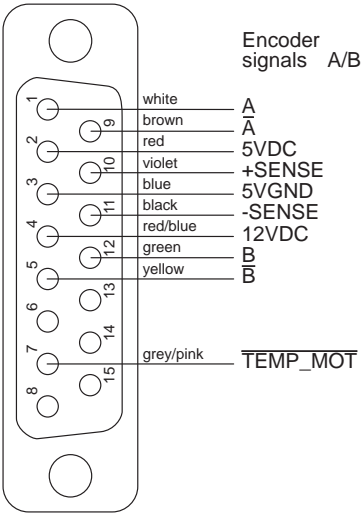 Encoder
signals A/B
1 white A
9 brown A̅
2 red 5VDC
10 violet +SENSE
3 blue 5VGND
11 black -SENSE
4 red/blue 12VDC
12 green B
5 yellow B̅
13
6
14
7 grey/pink T̅E̅M̅P̅_̅M̅O̅T̅
15
8